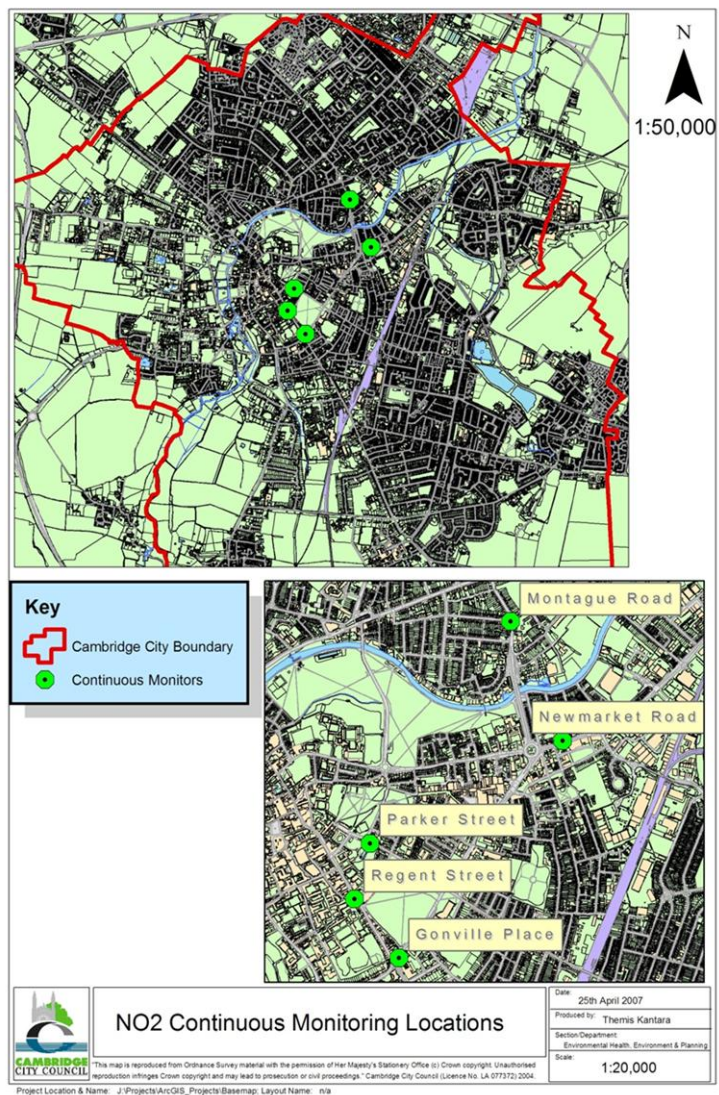 N
1:50,000
Key
Cambridge City Boundary
Continuous Monitors
Montague Road
Newmarket Road
Parker Street
Regent Street
Gonville Place
CAMBRIDGE
CITY COUNCIL
NO2 Continuous Monitoring Locations
"This map is reproduced from Ordnance Survey material with the permission of Her Majesty's Stationery Office (c) Crown copyright. Unauthorised
reproduction infringes Crown copyright and may lead to prosecution or civil proceedings." Cambridge City Council (Licence No. LA 077372) 2004.
Date:
25th April 2007
Produced by: Themis Kantara
Section/Department:
Environmental Health, Environment & Planning
Scale:
1:20,000
Project Location & Name: J:\Projects\ArcGIS_Projects\Basemap; Layout Name: n/a